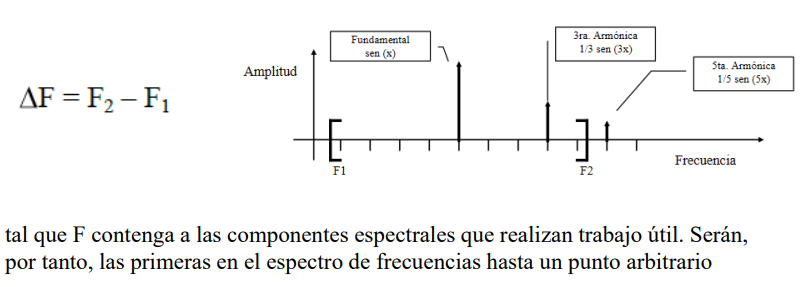 Fundamental
sen (x)
3ra. Armónica
1/3 sen (3x)
5ta. Armónica
1/5 sen (5x)
Amplitud
ΔF = F₂ – F₁
F1
F2
Frecuencia
tal que F contenga a las componentes espectrales que realizan trabajo útil. Serán,
por tanto, las primeras en el espectro de frecuencias hasta un punto arbitrario